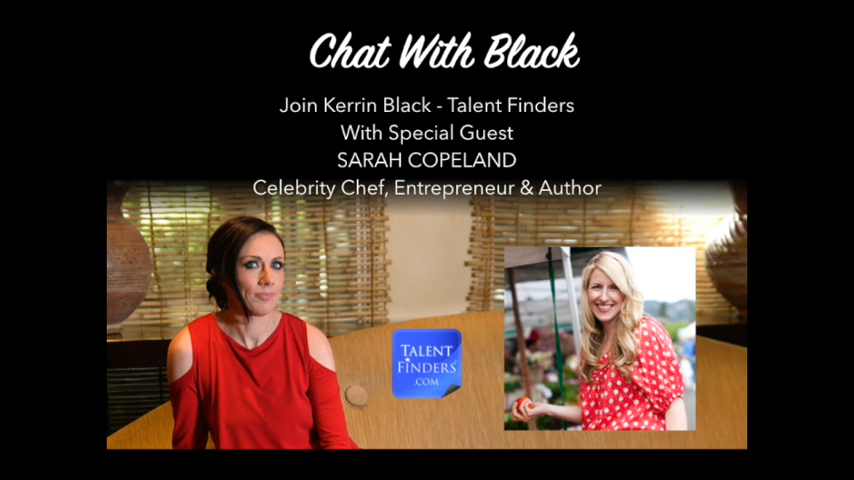 Chat With Black
Join Kerrin Black - Talent Finders
With Special Guest
SARAH COPELAND
Celebrity Chef, Entrepreneur & Author
TALENT
FINDERS
.COM